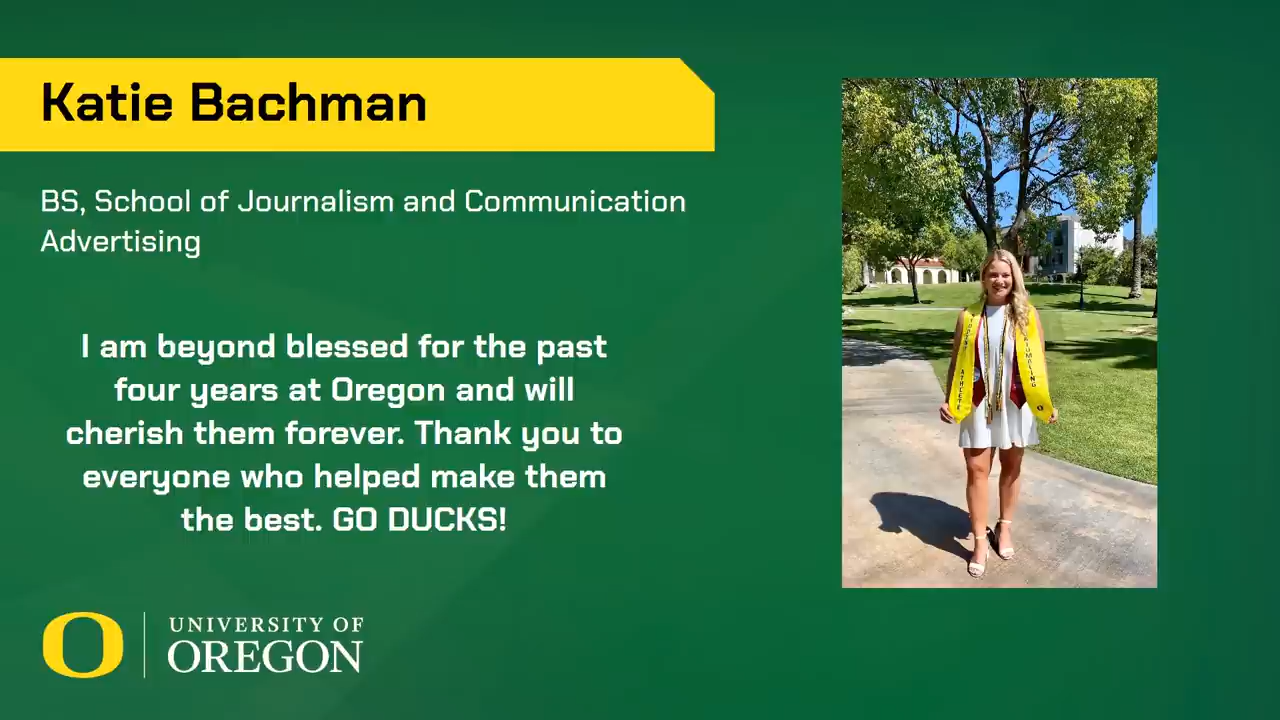 Katie Bachman
BS, School of Journalism and Communication
Advertising
I am beyond blessed for the past
four years at Oregon and will
cherish them forever. Thank you to
everyone who helped make them
the best. GO DUCKS!
O
UNIVERSITY OF
OREGON
ATHLETE